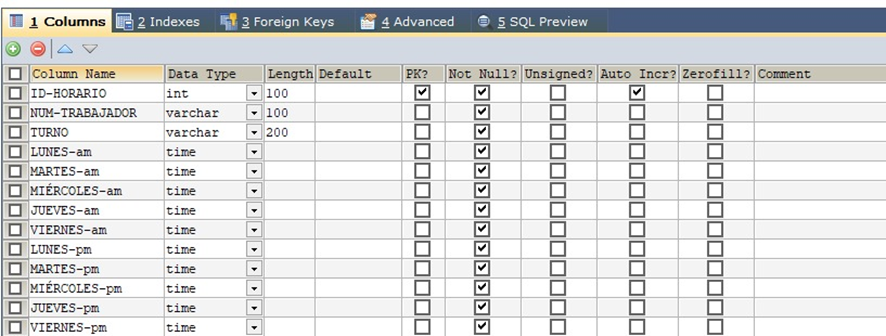 1 Columns 2 Indexes 3 Foreign Keys 4 Advanced 5 SQL Preview
Column Name Data Type Length Default PK? Not Null? Unsigned? Auto Incr? Zerofill? Comment
ID-HORARIO int 100
NUM-TRABAJADOR varchar 100
TURNO varchar 200
LUNES-am time
MARTES-am time
MIÉRCOLES-am time
JUEVES-am time
VIERNES-am time
LUNES-pm time
MARTES-pm time
MIÉRCOLES-pm time
JUEVES-pm time
VIERNES-pm time